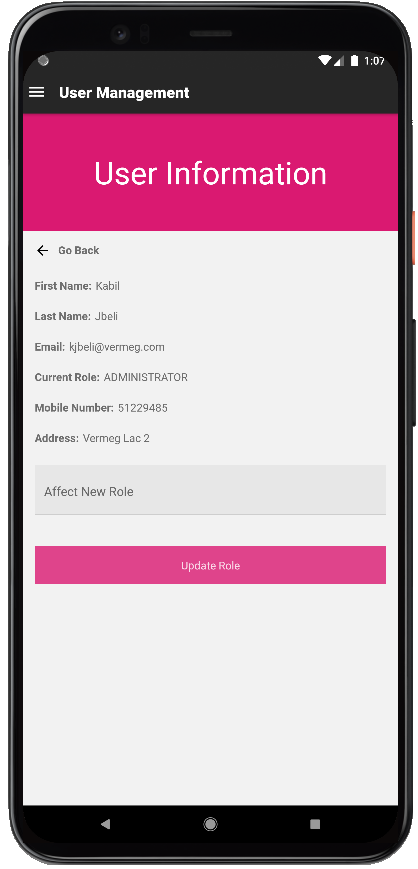 1:07
User Management
User Information
Go Back
First Name: Kabil
Last Name: Jbeli
Email: kjbeli@vermeg.com
Current Role: ADMINISTRATOR
Mobile Number: 51229485
Address: Vermeg Lac 2
Affect New Role
Update Role